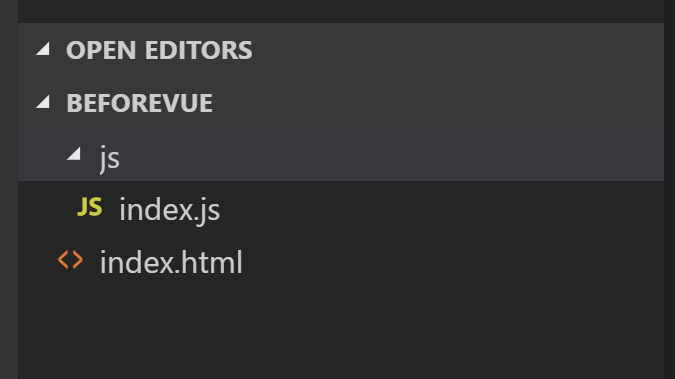 OPEN EDITORS
BEFOREVUE
js
JS index.js
<> index.html